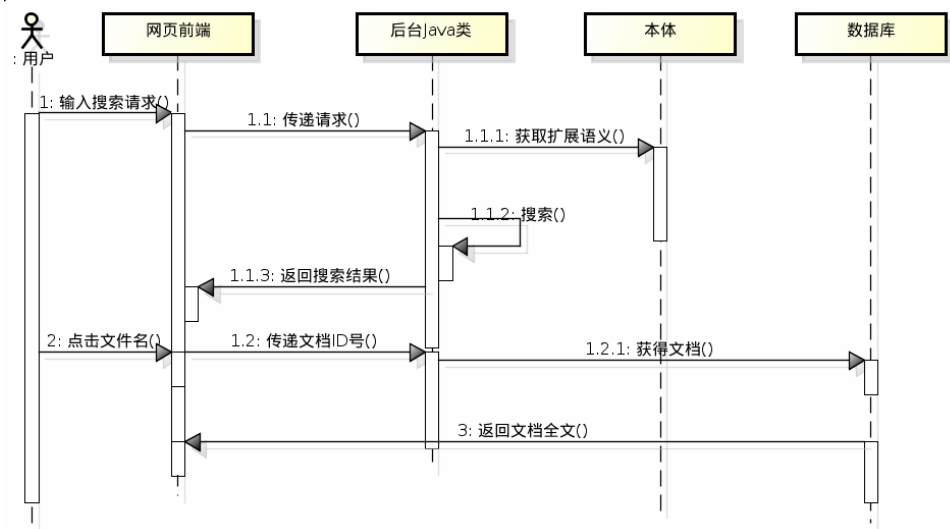 : 用户
网页前端
后台Java类
本体
数据库
1: 输入搜索请求()
1.1: 传递请求()
1.1.1: 获取扩展语义()
1.1.2: 搜索()
1.1.3: 返回搜索结果()
2: 点击文件名()
1.2: 传递文档ID号()
1.2.1: 获得文档()
3: 返回文档全文()